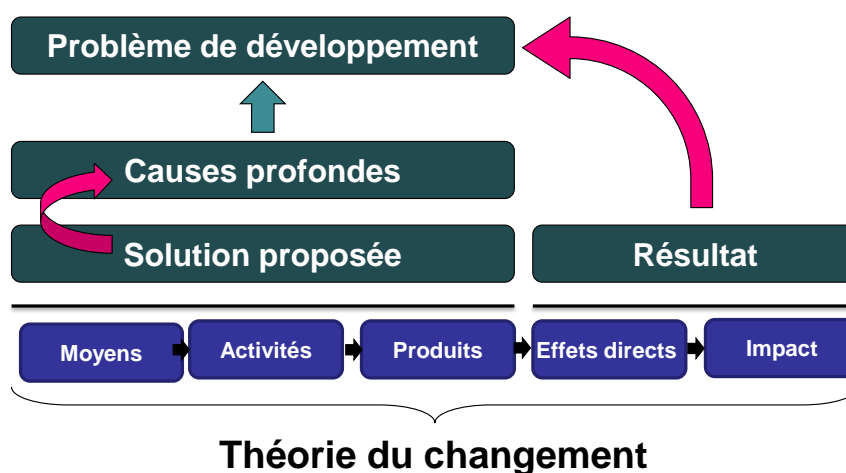 Problème de développement
Causes profondes
Solution proposée
Résultat
Moyens
Activités
Produits
Effets directs
Impact
Théorie du changement